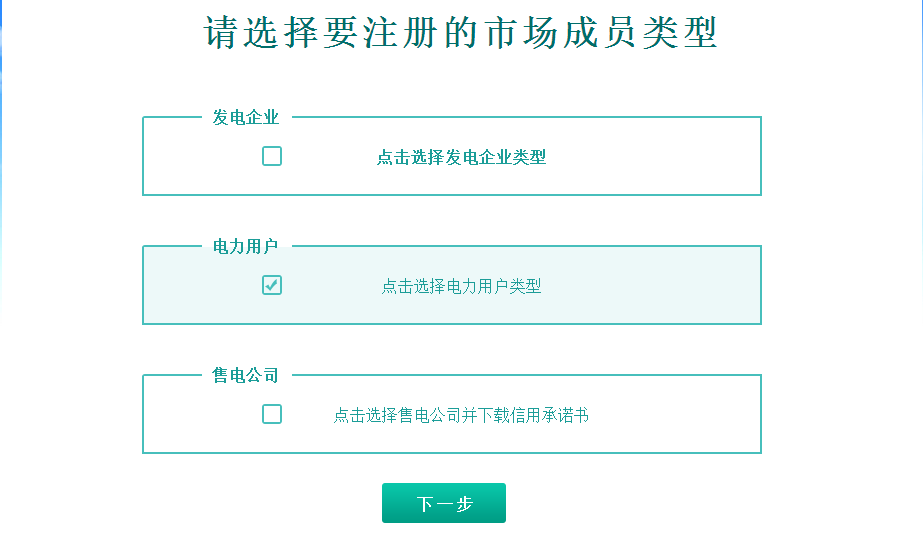 请选择要注册的市场成员类型
发电企业
点击选择发电企业类型
电力用户
点击选择电力用户类型
售电公司
点击选择售电公司并下载信用承诺书
下一步